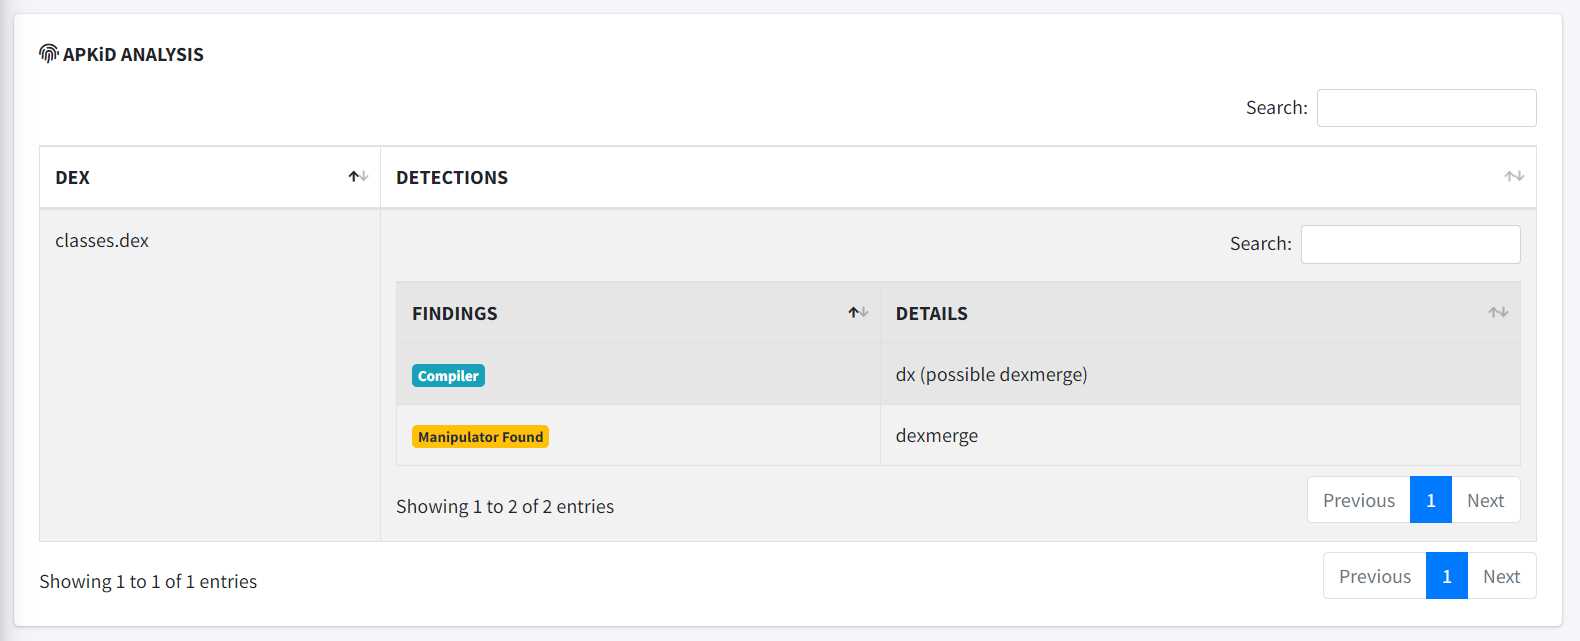 APKiD ANALYSIS
Search:
DEX DETECTIONS
classes.dex
Search:
FINDINGS DETAILS
Compiler dx (possible dexmerge)
Manipulator Found dexmerge
Showing 1 to 2 of 2 entries Previous 1 Next
Showing 1 to 1 of 1 entries Previous 1 Next